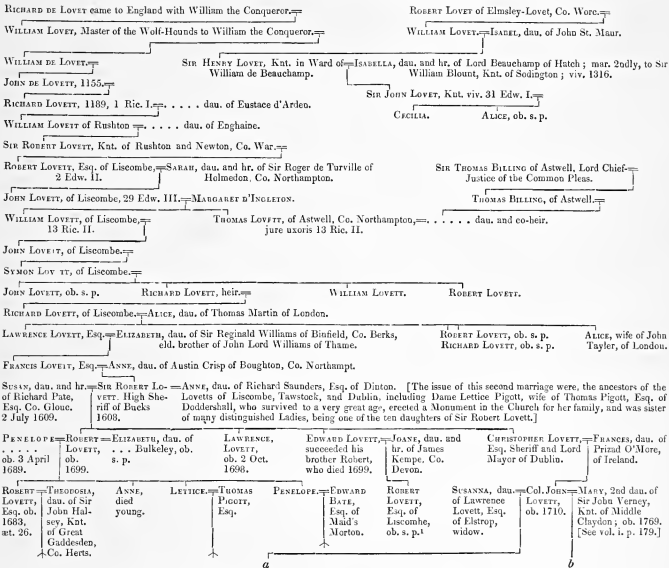 RICHARD DE LOVET came to England with William the Conqueror. ROBERT LOVET of Elmsley-Lovet, Co. Worc.
WILLIAM LOVETT, Master of the Wolf-Hounds to William the Conqueror. WILLIAM LOVET. ISABEL, dau. of John St. Maur.
WILLIAM DE LOVET. SIR HENRY LOVET, Knt. in Ward of ISABELLA, dau. and hr. of Lord Beauchamp of Hatch; mar. 2ndly, to Sir
William de Beauchamp. William Blount, Knt. of Sodington; viv. 1316.
JOHN DE LOVETT, 1155.
SIR JOHN LOVET, Knt. viv. 31 Edw. I.
RICHARD LOVETT, 1189, 1 Ric. I. . . . . . dau. of Eustace d'Arden.
CECILIA. ALICE, ob. s. p.
WILLIAM LOVETT of Rushton . . . . . dau. of Enghaine.
SIR ROBERT LOVETT, Knt. of Rushton and Newton, Co. War.
ROBERT LOVETT, Esq. of Liscombe, SARAH, dau. and hr. of Sir Roger de Turville of SIR THOMAS BILLING of Astwell, Lord Chief-
2 Edw. II. Holmedon, Co. Northampton. Justice of the Common Pleas.
JOHN LOVETT, of Liscombe, 29 Edw. III. MARGARET D'INGLETON. THOMAS BILLING, of Astwell.
WILLIAM LOVETT, of Liscombe, THOMAS LOVETT, of Astwell, Co. Northampton, . . . . . . dau. and co-heir.
13 Ric. II. jure uxoris 13 Ric. II.
JOHN LOVETT, of Liscombe.
SYMON LOVETT, of Liscombe.
JOHN LOVETT, ob. s. p. RICHARD LOVETT, heir. WILLIAM LOVETT. ROBERT LOVETT.
RICHARD LOVETT, of Liscombe. ALICE, dau. of Thomas Martin of London.
LAWRENCE LOVETT, Esq. ELIZABETH, dau. of Sir Reginald Williams of Binfield, Co. Berks, ROBERT LOVETT, ob. s. p. ALICE, wife of John
eld. brother of John Lord Williams of Thame. RICHARD LOVETT, ob. s. p. Tayler, of London.
FRANCIS LOVETT, Esq. ANNE, dau. of Austin Crisp of Boughton, Co. Northampt.
SUSAN, dau. and hr. SIR ROBERT LO- ANNE, dau. of Richard Saunders, Esq. of Dinton. [The issue of this second marriage were, the ancestors of the
of Richard Pate, VETT. High She- Lovetts of Liscombe, Tawstock, and Dublin, including Dame Lettice Pigott, wife of Thomas Pigott, Esq. of
Esq. Co. Glouc. riff of Bucks Doddershall, who survived to a very great age, erected a Monument in the Church for her family, and was sister
2 July 1609. 1608. of many distinguished Ladies, being one of the ten daughters of Sir Robert Lovett.]
PENELOPE ROBERT ELIZABETH, dau. of LAWRENCE EDWARD LOVETT, JOANE, dau. and CHRISTOPHER LOVETT, FRANCES, dau. of
. . . . . LOVETT, . . . Bulkeley, ob. LOVETT, succeeded his hr. of James Esq. Sheriff and Lord Prizad O'More,
ob. 3 April ob. s. p. ob. 2 Oct. brother Robert, Kempe. Co. Mayor of Dublin. of Ireland.
1689. 1699. 1698. who died 1699. Devon.
ROBERT THEODOSIA, ANNE, LETTICE. THOMAS PENELOPE. EDWARD ROBERT SUSANNA, dau. COL. JOHN MARY, 2nd dau. of
LOVETT, dau. of Sir died PIGOTT, BATE, LOVETT, of Lawrence LOVETT, Sir John Verney,
Esq. ob. John Hal- young. Esq. Esq. of of Lovett, Esq. ob. 1710. Knt. of Middle
1683, sey, Knt. Maid's Liscombe, of Elstrop, Claydon; ob. 1769.
æt. 26. of Great Morton. ob. s. p.¹ widow. [See vol. i. p. 179.]
Gaddesden,
Co. Herts.
a b